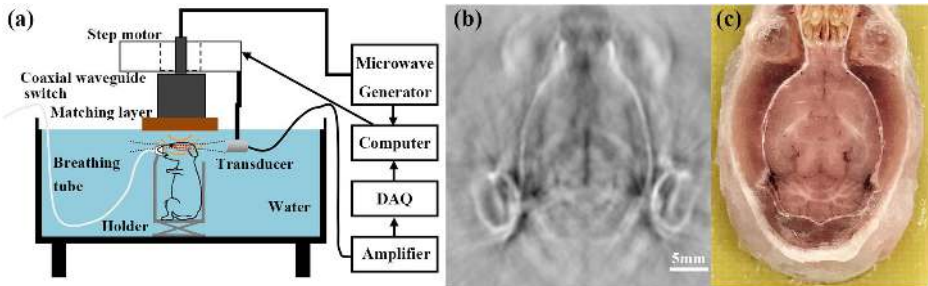 (a)
Step motor
Coaxial waveguide
switch
Matching layer
Breathing
tube
Transducer
Water
Holder
Microwave
Generator
Computer
DAQ
Amplifier
(b)
5mm
(c)